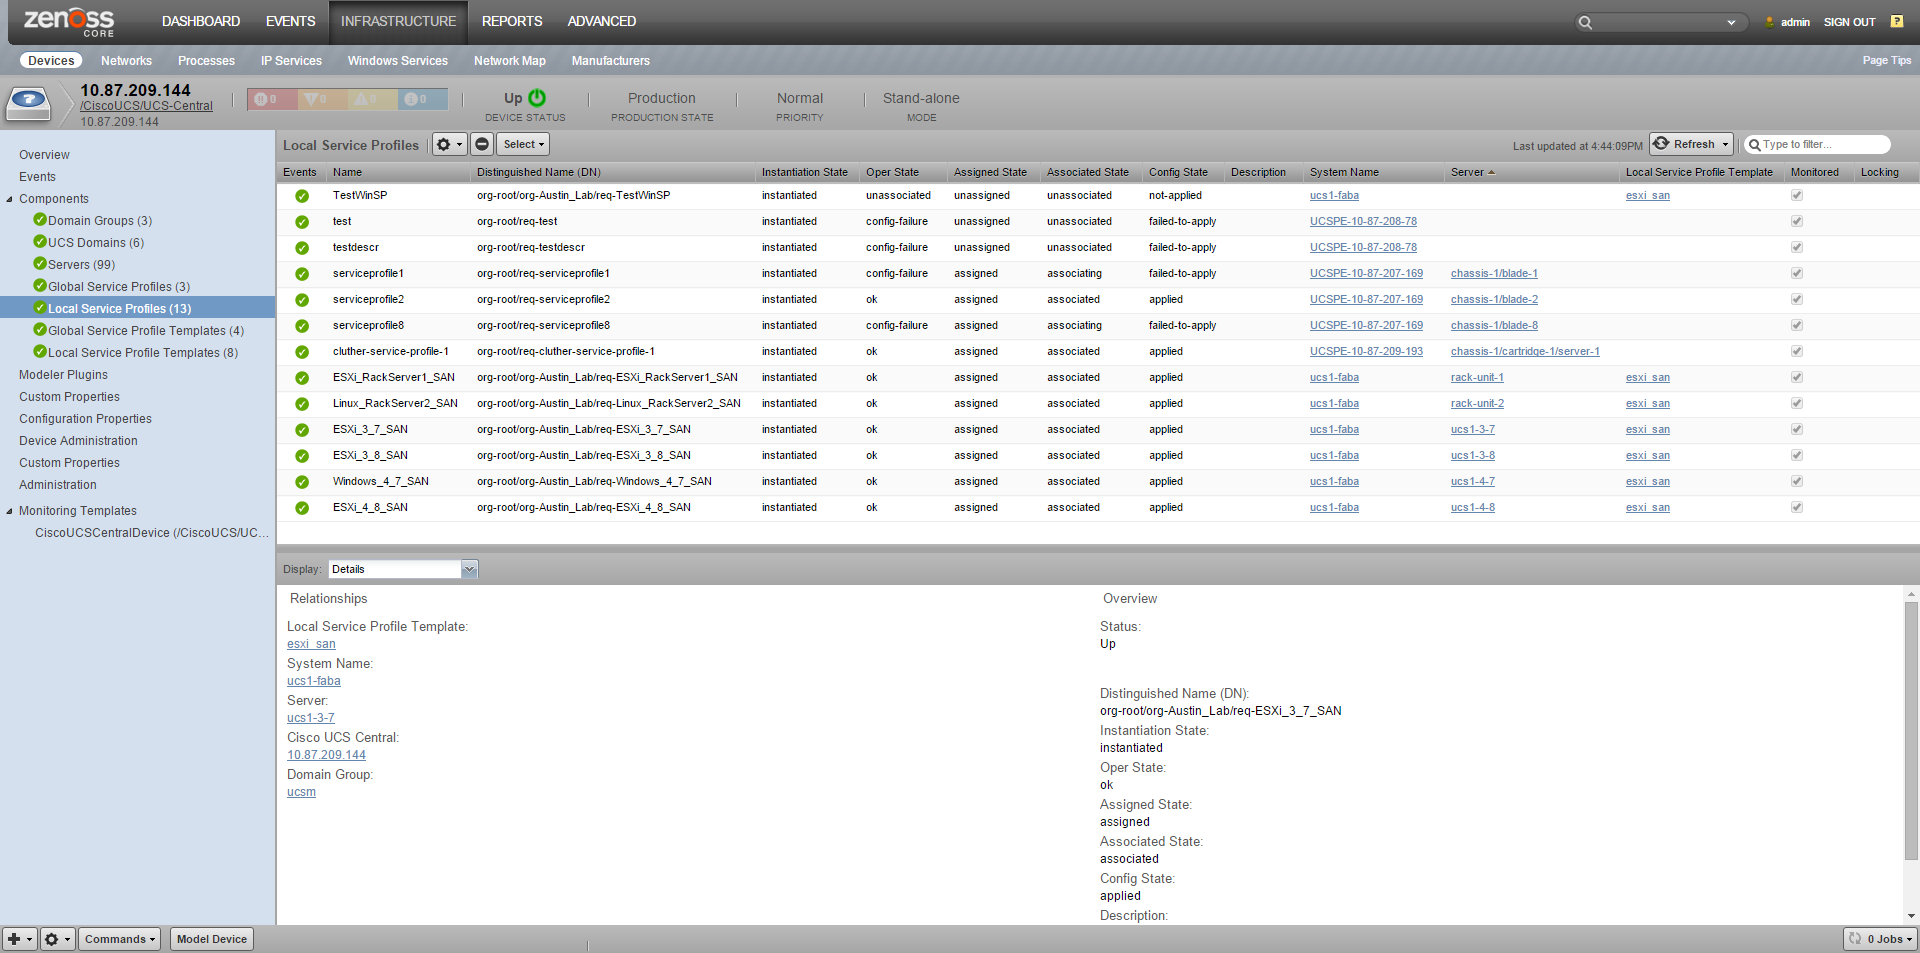 zenoss CORE
DASHBOARD EVENTS INFRASTRUCTURE REPORTS ADVANCED
admin SIGN OUT ?
Devices Networks Processes IP Services Windows Services Network Map Manufacturers Page Tips
10.87.209.144
/CiscoUCS/UCS-Central
10.87.209.144
0 0 0 0
Up DEVICE STATUS
Production PRODUCTION STATE
Normal PRIORITY
Stand-alone MODE
Overview
Events
Components
Domain Groups (3)
UCS Domains (6)
Servers (99)
Global Service Profiles (3)
Local Service Profiles (13)
Global Service Profile Templates (4)
Local Service Profile Templates (8)
Modeler Plugins
Custom Properties
Configuration Properties
Device Administration
Custom Properties
Administration
Monitoring Templates
CiscoUCSCentralDevice (/CiscoUCS/UC...
Local Service Profiles Select Last updated at 4:44:09PM Refresh Type to filter...
Events Name Distinguished Name (DN) Instantiation State Oper State Assigned State Associated State Config State Description System Name Server Local Service Profile Template Monitored Locking
TestWinSP org-root/org-Austin_Lab/req-TestWinSP instantiated unassociated unassigned unassociated not-applied ucs1-faba esxi_san
test org-root/req-test instantiated config-failure unassigned unassociated failed-to-apply UCSPE-10-87-208-78
testdescr org-root/req-testdescr instantiated config-failure unassigned unassociated failed-to-apply UCSPE-10-87-208-78
serviceprofile1 org-root/req-serviceprofile1 instantiated config-failure assigned associating failed-to-apply UCSPE-10-87-207-169 chassis-1/blade-1
serviceprofile2 org-root/req-serviceprofile2 instantiated ok assigned associated applied UCSPE-10-87-207-169 chassis-1/blade-2
serviceprofile8 org-root/req-serviceprofile8 instantiated config-failure assigned associating failed-to-apply UCSPE-10-87-207-169 chassis-1/blade-8
cluther-service-profile-1 org-root/req-cluther-service-profile-1 instantiated ok assigned associated applied UCSPE-10-87-209-193 chassis-1/cartridge-1/server-1
ESXi_RackServer1_SAN org-root/org-Austin_Lab/req-ESXi_RackServer1_SAN instantiated ok assigned associated applied ucs1-faba rack-unit-1 esxi_san
Linux_RackServer2_SAN org-root/org-Austin_Lab/req-Linux_RackServer2_SAN instantiated ok assigned associated applied ucs1-faba rack-unit-2 esxi_san
ESXi_3_7_SAN org-root/org-Austin_Lab/req-ESXi_3_7_SAN instantiated ok assigned associated applied ucs1-faba ucs1-3-7 esxi_san
ESXi_3_8_SAN org-root/org-Austin_Lab/req-ESXi_3_8_SAN instantiated ok assigned associated applied ucs1-faba ucs1-3-8 esxi_san
Windows_4_7_SAN org-root/org-Austin_Lab/req-Windows_4_7_SAN instantiated ok assigned associated applied ucs1-faba ucs1-4-7 esxi_san
ESXi_4_8_SAN org-root/org-Austin_Lab/req-ESXi_4_8_SAN instantiated ok assigned associated applied ucs1-faba ucs1-4-8 esxi_san
Display: Details
Relationships
Local Service Profile Template:
esxi_san
System Name:
ucs1-faba
Server:
ucs1-3-7
Cisco UCS Central:
10.87.209.144
Domain Group:
ucsm
Overview
Status:
Up
Distinguished Name (DN):
org-root/org-Austin_Lab/req-ESXi_3_7_SAN
Instantiation State:
instantiated
Oper State:
ok
Assigned State:
assigned
Associated State:
associated
Config State:
applied
Description:
Commands Model Device 0 Jobs